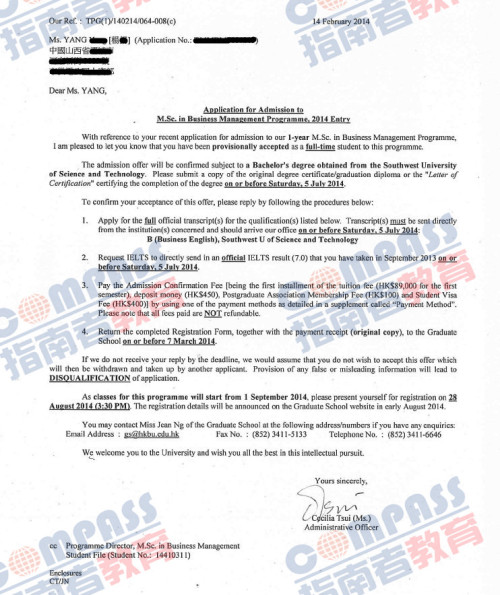 Our Ref. : TPG(1)/140214/064-008(c) 14 February 2014
Ms. YANG [楊] (Application No.:
中國山西省
Dear Ms. YANG,
Application for Admission to
M.Sc. in Business Management Programme, 2014 Entry
With reference to your recent application for admission to our 1-year M.Sc. in Business Management Programme,
I am pleased to let you know that you have been provisionally accepted as a full-time student to this programme.
The admission offer will be confirmed subject to a Bachelor's degree obtained from the Southwest University
of Science and Technology. Please submit a copy of the original degree certificate/graduation diploma or the "Letter of
Certification" certifying the completion of the degree on or before Saturday, 5 July 2014.
To confirm your acceptance of this offer, please reply by following the procedures below:
1. Apply for the full official transcript(s) for the qualification(s) listed below. Transcript(s) must be sent directly
from the institution(s) concerned and should arrive our office on or before Saturday, 5 July 2014:
B (Business English), Southwest U of Science and Technology
2. Request IELTS to directly send in an official IELTS result (7.0) that you have taken in September 2013 on or
before Saturday, 5 July 2014.
3. Pay the Admission Confirmation Fee [being the first installment of the tuition fee (HK$89,000 for the first
semester), deposit money (HK$450), Postgraduate Association Membership Fee (HK$100) and Student Visa
Fee (HK$400)] by using one of the payment methods as detailed in a supplement called "Payment Method".
Please note that all fees paid are NOT refundable.
4. Return the completed Registration Form, together with the payment receipt (original copy), to the Graduate
School on or before 7 March 2014.
If we do not receive your reply by the deadline, we would assume that you do not wish to accept this offer which
will then be withdrawn and taken up by another applicant. Provision of any false or misleading information will lead to
DISQUALIFICATION of application.
As classes for this programme will start from 1 September 2014, please present yourself for registration on 28
August 2014 (3:30 PM). The registration details will be announced on the Graduate School website in early August 2014.
You may contact Miss Jean Ng of the Graduate School at the following address/numbers if you have any enquiries:
Email Address : gs@hkbu.edu.hk Fax No. : (852) 3411-5133 Telephone No. : (852) 3411-6646
We welcome you to the University and wish you all the best in this intellectual pursuit.
Yours sincerely,
Cecilia Tsui (Ms.)
Administrative Officer
cc Programme Director, M.Sc. in Business Management
Student File (Student No.: 14410311)
Enclosures
CT/JN
COMPASS
指南者教育